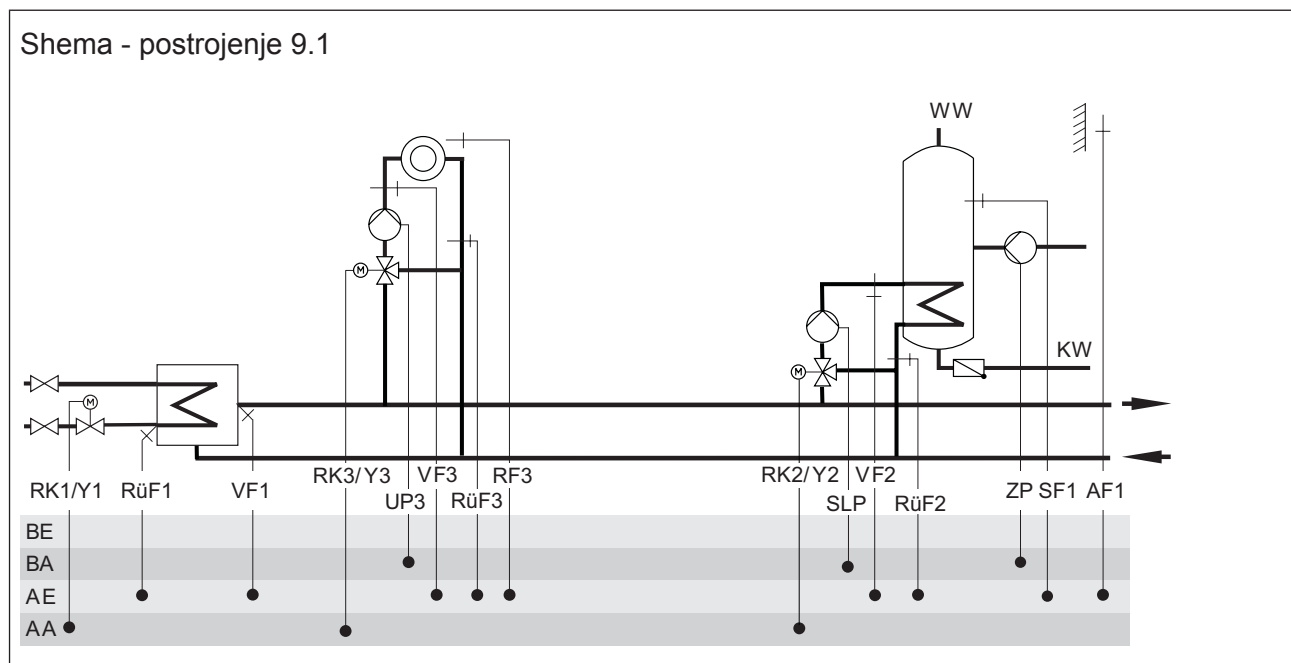 Shema - postrojenje 9.1
WW
M
M
KW
M
RK1/Y1 RüF1 VF1 RK3/Y3 VF3 RF3 RK2/Y2 VF2 ZP SF1 AF1
UP3 RüF3 SLP RüF2
BE
BA
AE
AA